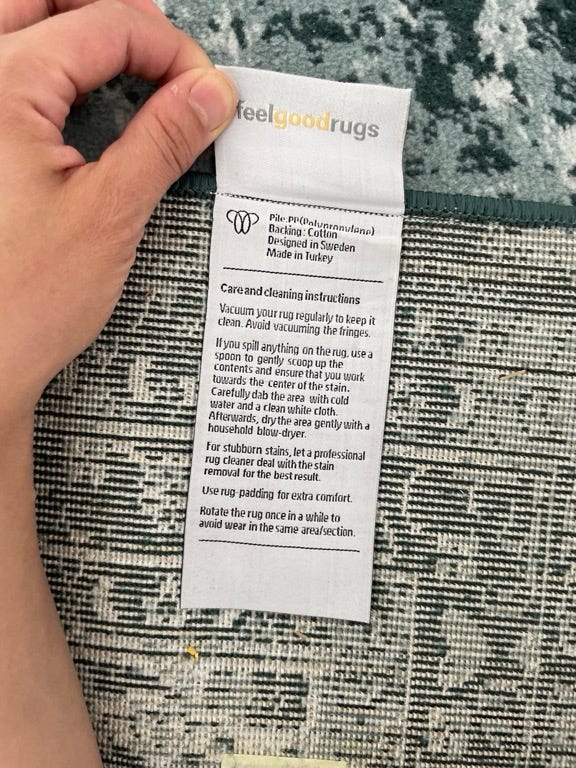 feelgoodrugs
Pile: PP(Polypropylene)
Backing: Cotton
Designed in Sweden
Made in Turkey
Care and cleaning instructions
Vacuum your rug regularly to keep it
clean. Avoid vacuuming the fringes.
If you spill anything on the rug, use a
spoon to gently scoop up the
contents and ensure that you work
towards the center of the stain.
Carefully dab the area with cold
water and a clean white cloth.
Afterwards, dry the area gently with a
household blow-dryer.
For stubborn stains, let a professional
rug cleaner deal with the stain
removal for the best result.
Use rug-padding for extra comfort.
Rotate the rug once in a while to
avoid wear in the same area/section.